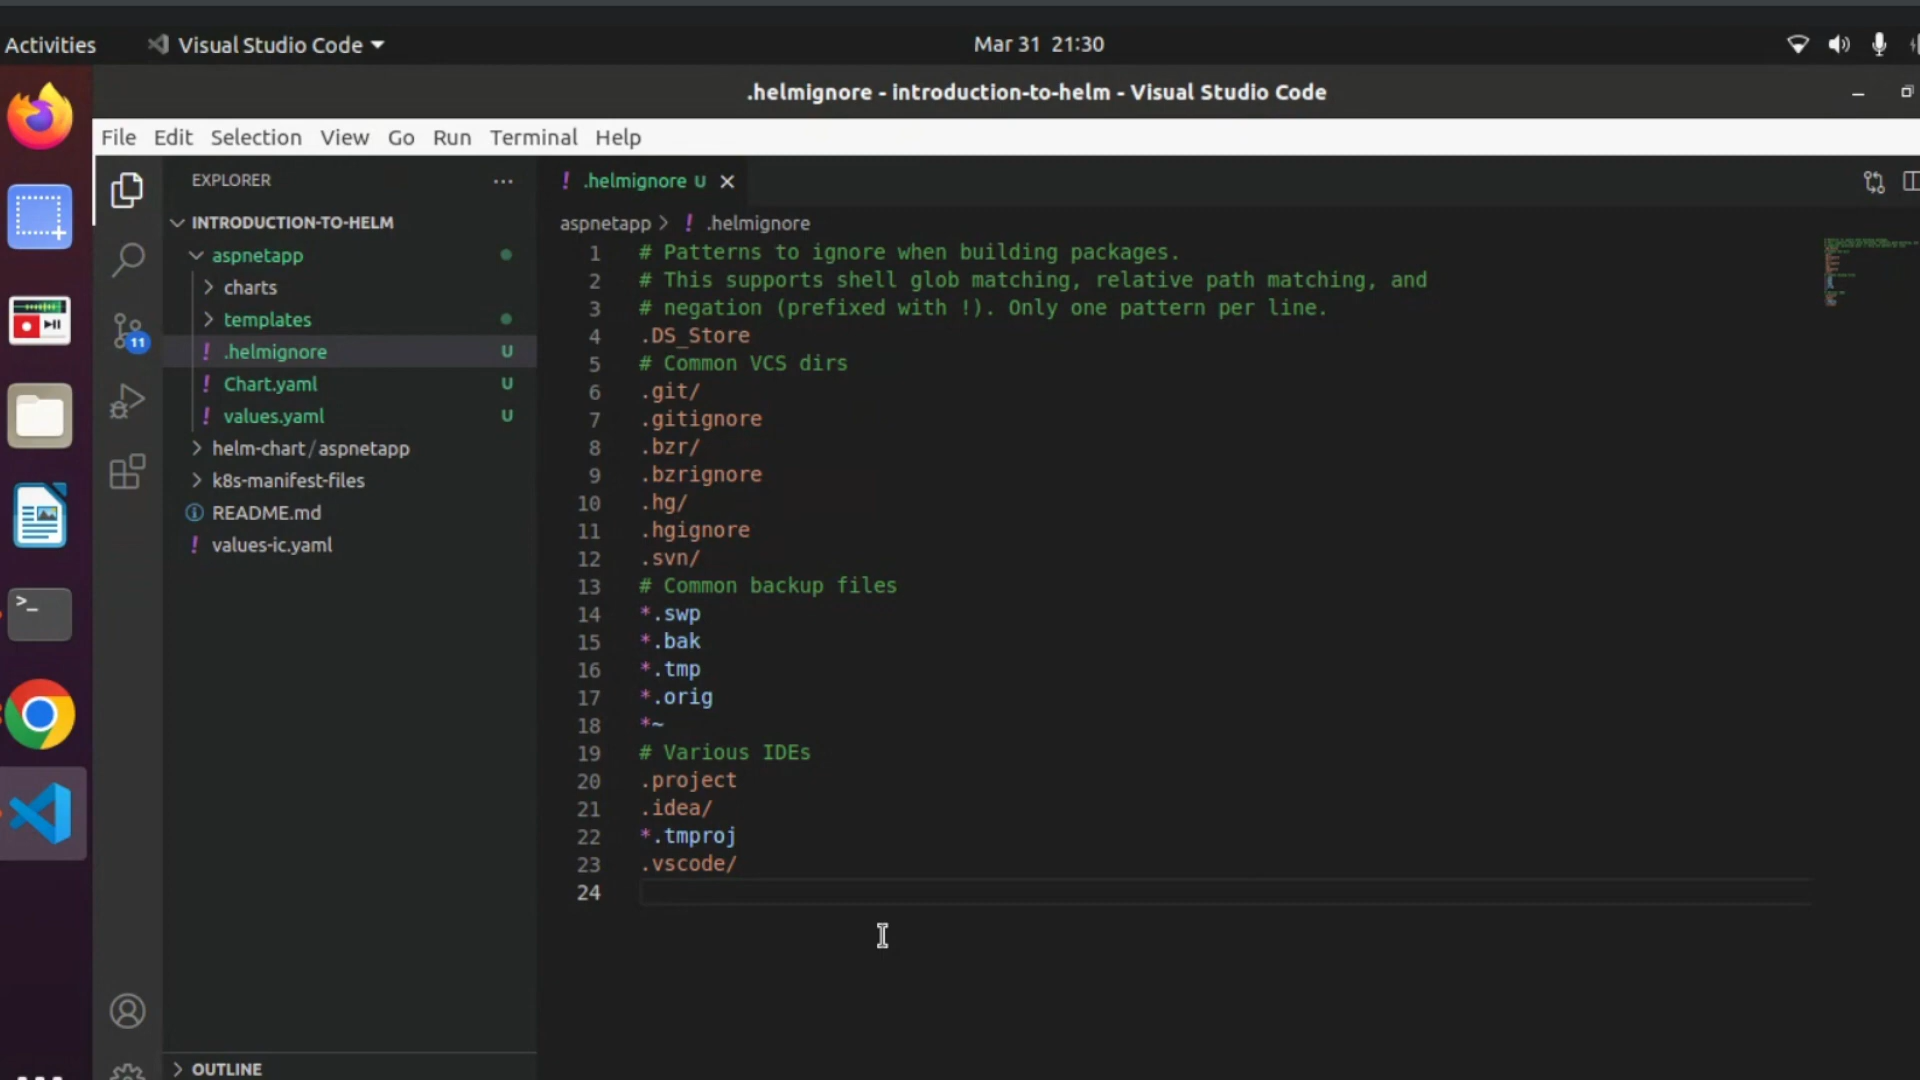 Activities
Visual Studio Code
Mar 31 21:30
.helmignore - introduction-to-helm - Visual Studio Code
File Edit Selection View Go Run Terminal Help
EXPLORER
.helmignore U
INTRODUCTION-TO-HELM
aspnetapp
charts
templates
.helmignore U
Chart.yaml U
values.yaml U
helm-chart / aspnetapp
k8s-manifest-files
README.md
values-ic.yaml
11
OUTLINE
aspnetapp > ! .helmignore
1 # Patterns to ignore when building packages.
2 # This supports shell glob matching, relative path matching, and
3 # negation (prefixed with !). Only one pattern per line.
4 .DS_Store
5 # Common VCS dirs
6 .git/
7 .gitignore
8 .bzr/
9 .bzrignore
10 .hg/
11 .hgignore
12 .svn/
13 # Common backup files
14 *.swp
15 *.bak
16 *.tmp
17 *.orig
18 *~
19 # Various IDEs
20 .project
21 .idea/
22 *.tmproj
23 .vscode/
24